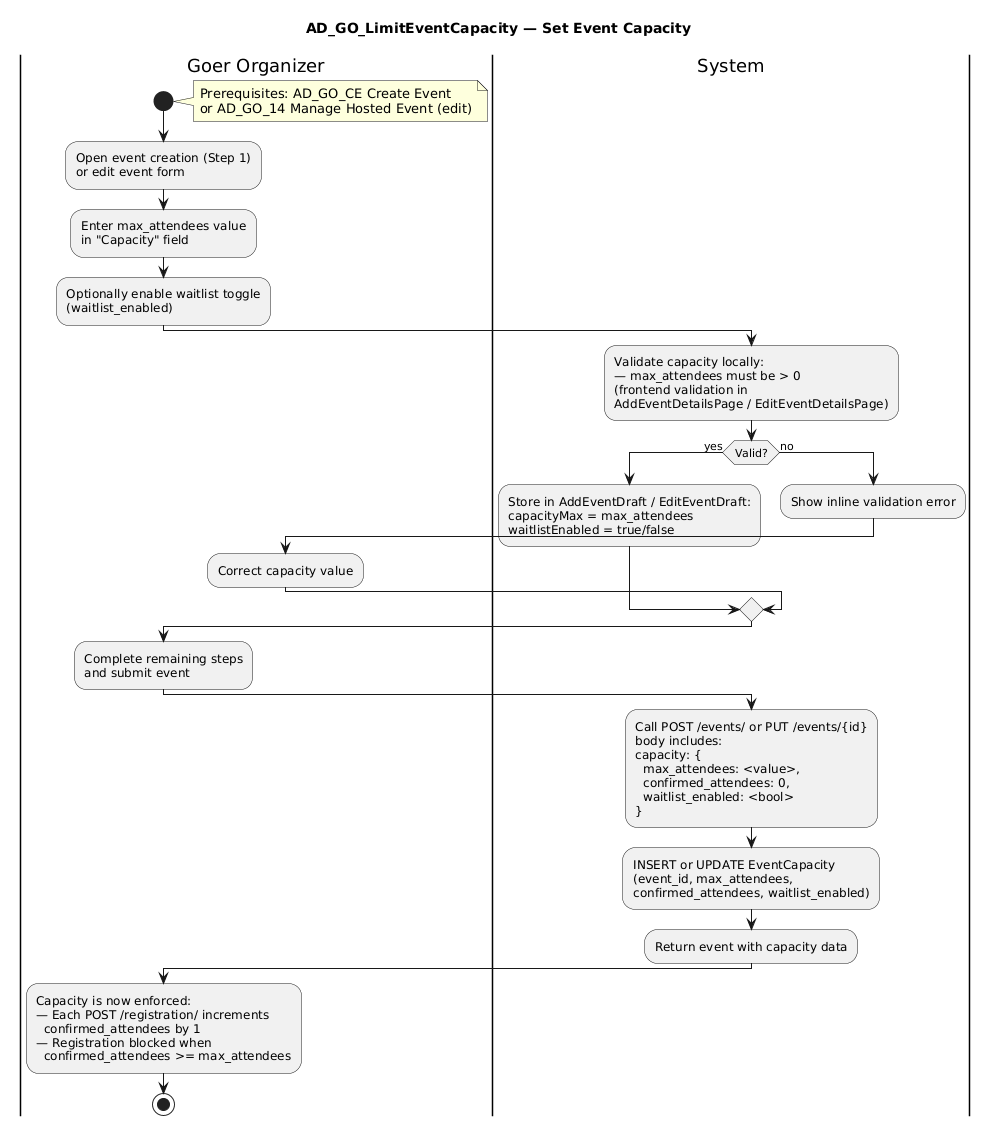 AD_GO_LimitEventCapacity — Set Event Capacity
Goer Organizer
System
Prerequisites: AD_GO_CE Create Event
or AD_GO_14 Manage Hosted Event (edit)
Open event creation (Step 1)
or edit event form
Enter max_attendees value
in "Capacity" field
Optionally enable waitlist toggle
(waitlist_enabled)
Validate capacity locally:
— max_attendees must be > 0
(frontend validation in
AddEventDetailsPage / EditEventDetailsPage)
yes
Valid?
no
Store in AddEventDraft / EditEventDraft:
capacityMax = max_attendees
waitlistEnabled = true/false
Show inline validation error
Correct capacity value
Complete remaining steps
and submit event
Call POST /events/ or PUT /events/{id}
body includes:
capacity: {
  max_attendees: <value>,
  confirmed_attendees: 0,
  waitlist_enabled: <bool>
}
INSERT or UPDATE EventCapacity
(event_id, max_attendees,
confirmed_attendees, waitlist_enabled)
Return event with capacity data
Capacity is now enforced:
— Each POST /registration/ increments
  confirmed_attendees by 1
— Registration blocked when
  confirmed_attendees >= max_attendees